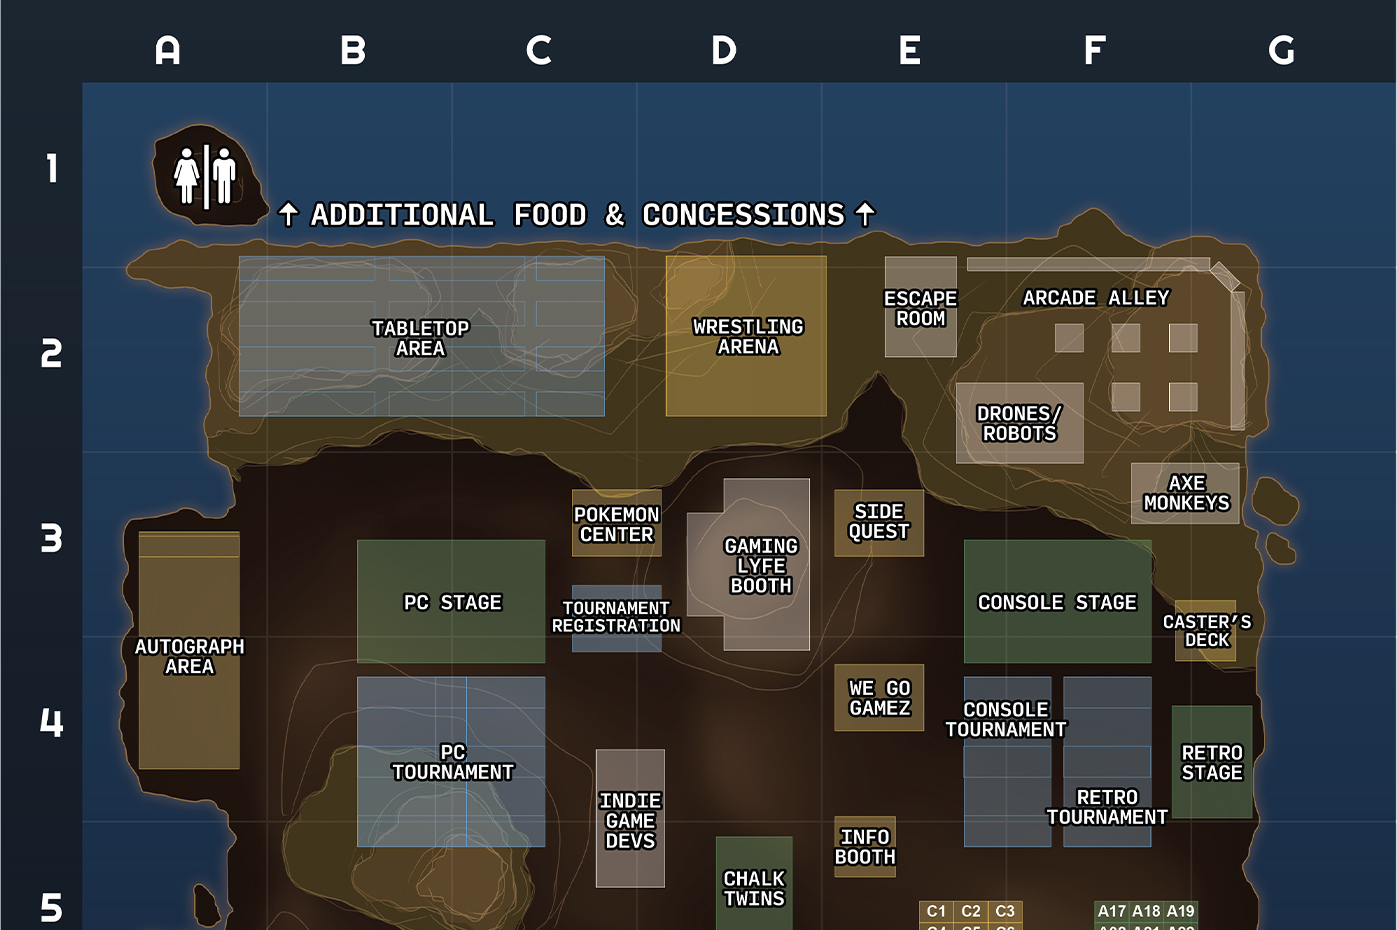 A B C D E F G
1
↑ ADDITIONAL FOOD & CONCESSIONS ↑
2
TABLETOP
AREA
WRESTLING
ARENA
ESCAPE
ROOM
ARCADE ALLEY
DRONES/
ROBOTS
AXE
MONKEYS
3
POKEMON
CENTER
SIDE
QUEST
GAMING
LYFE
BOOTH
PC STAGE
TOURNAMENT
REGISTRATION
CONSOLE STAGE
CASTER'S
DECK
AUTOGRAPH
AREA
4
WE GO
GAMEZ
CONSOLE
TOURNAMENT
PC
TOURNAMENT
RETRO
STAGE
INDIE
GAME
DEVS
RETRO
TOURNAMENT
INFO
BOOTH
CHALK
TWINS
5
C1 C2 C3
A17 A18 A19